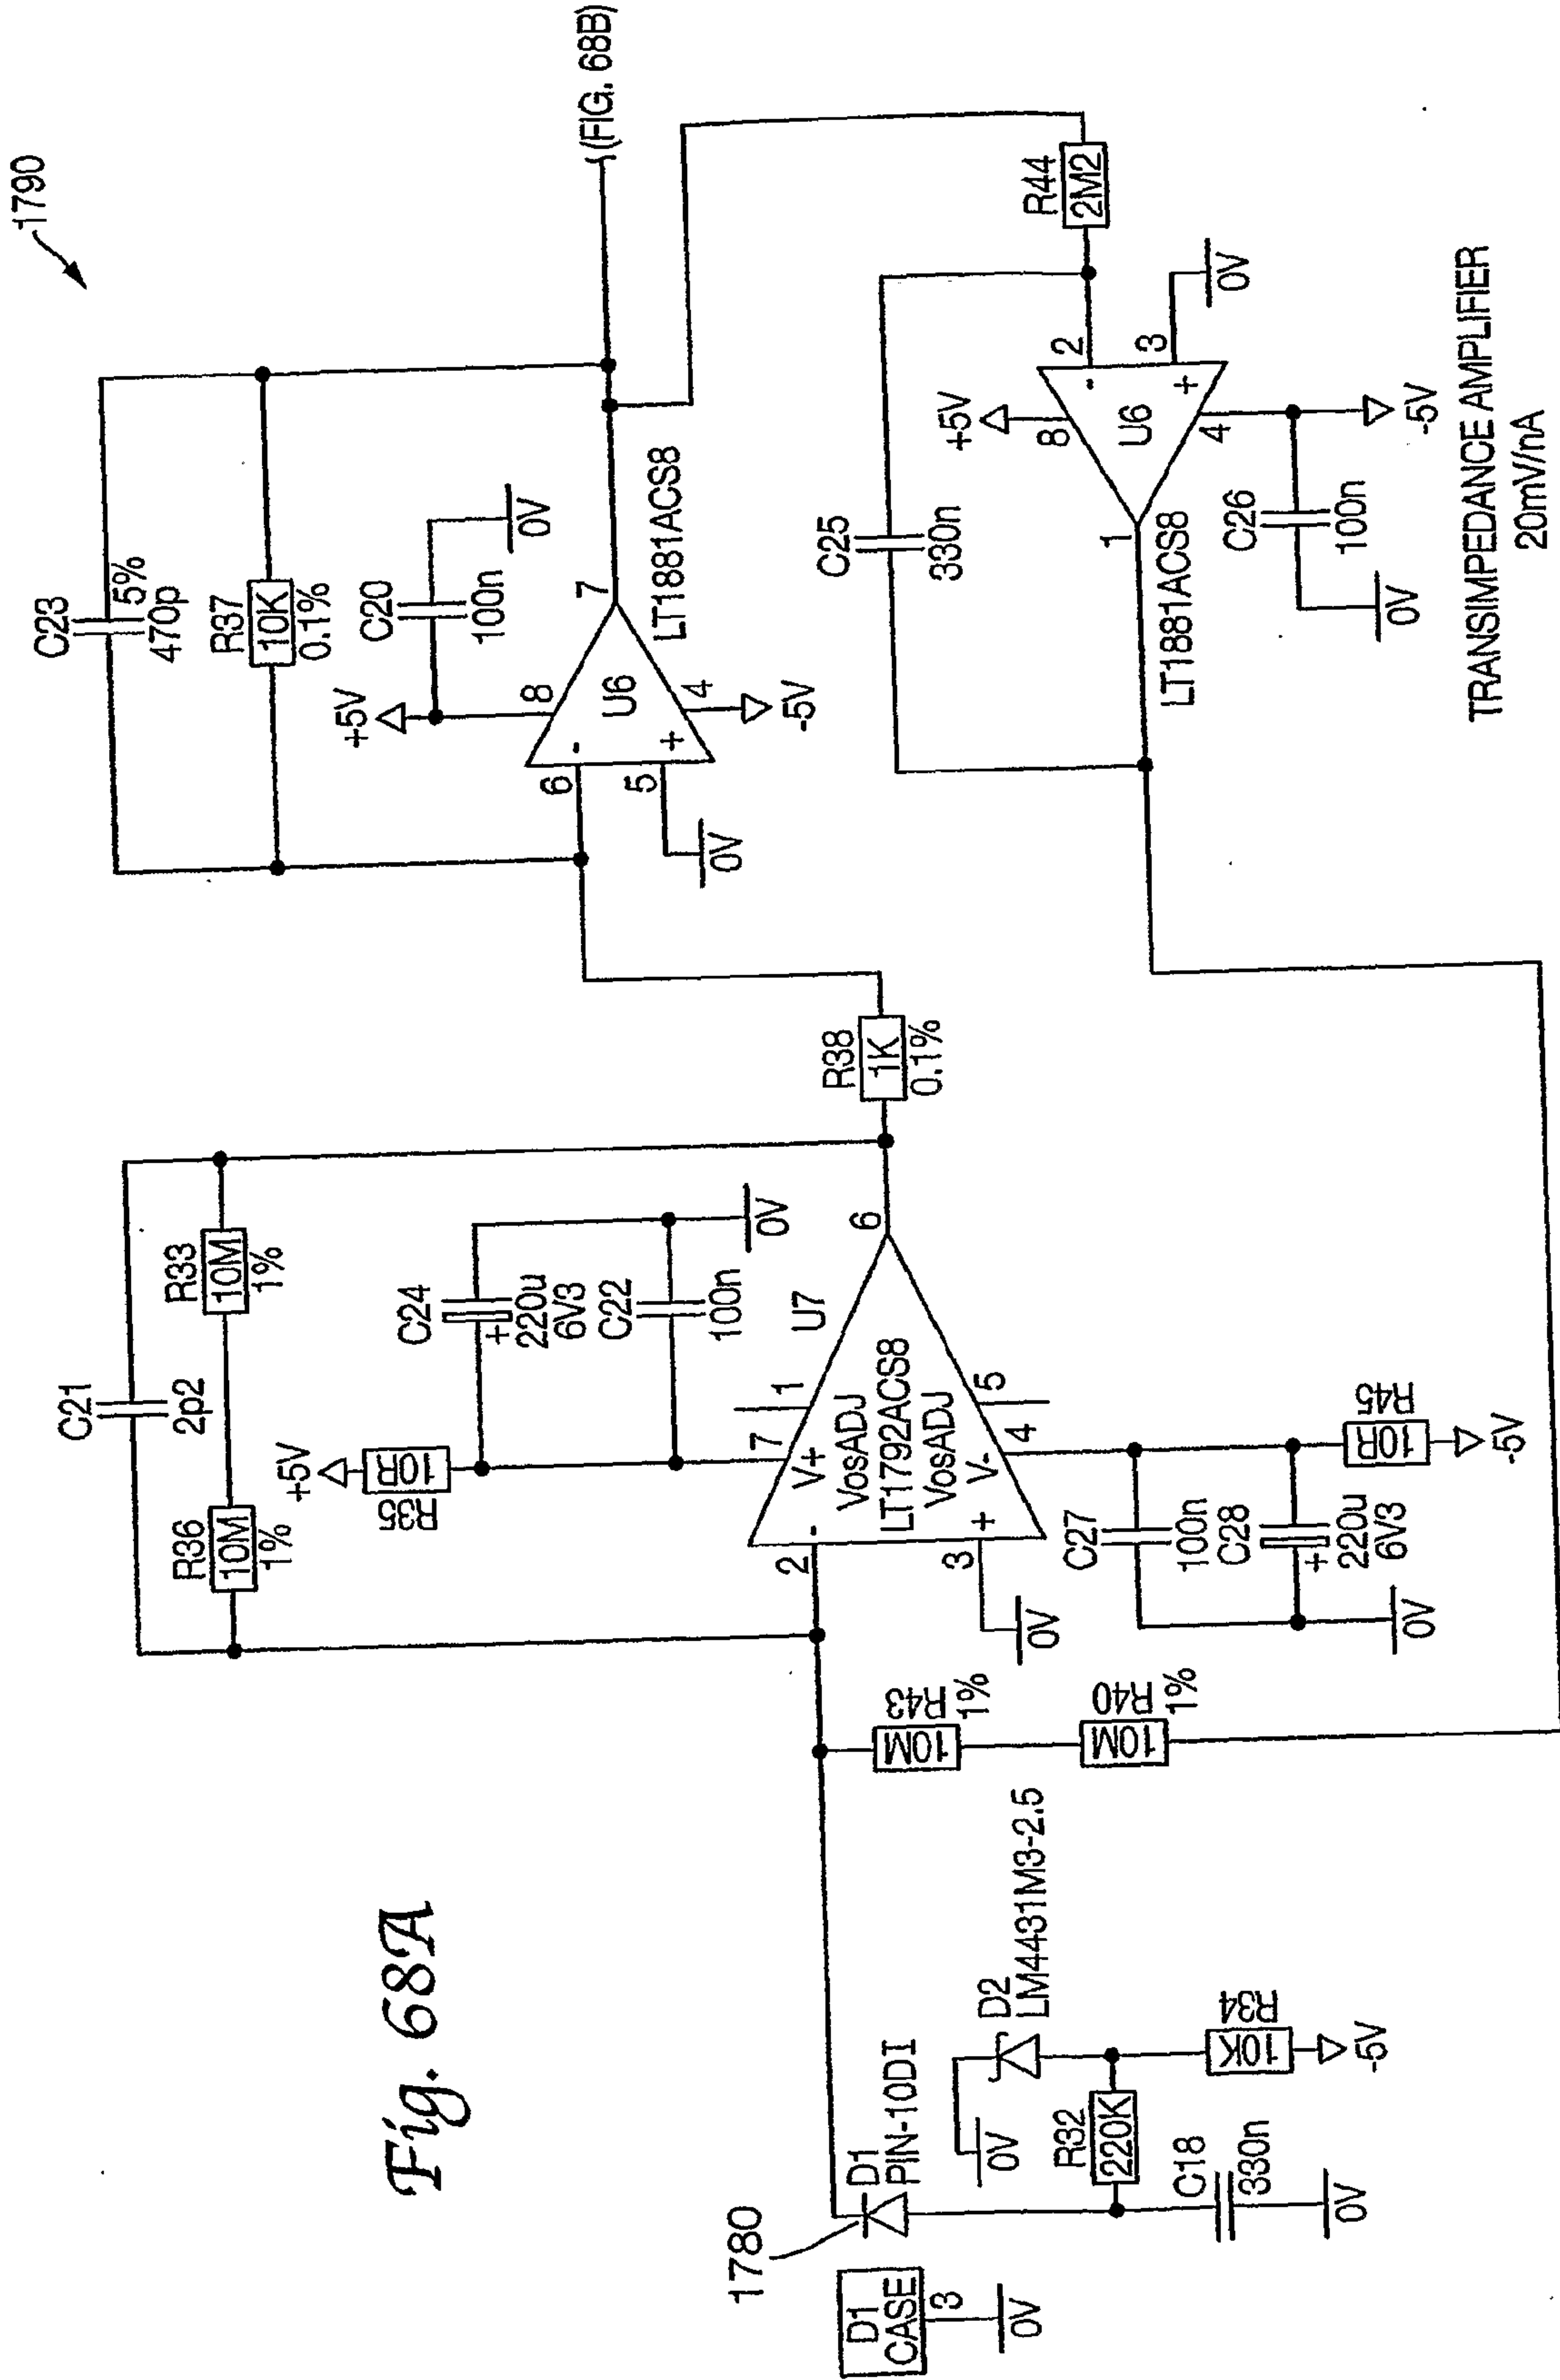 Fig. 68A
1790
C21
2p2
R36
10M
1%
R33
10M
1%
+5V
R35
10R
C24
+
220u
6V3
C22
100n
0V
U7
2
-
3
+
0V
7
V+
1
VosADJ
LT1792ACS8
VosADJ
V-
4
5
6
C27
100n
C28
+
220u
6V3
0V
R45
10R
-5V
R43
10M
1%
R40
10M
1%
1780
D1
PIN-10DI
D1
CASE
3
0V
0V
D2
LM4431M3-2.5
R32
220K
R34
10K
-5V
C18
330n
0V
R38
1K
0.1%
C23
5%
470p
R37
10K
0.1%
+5V
C20
100n
0V
8
6
-
5
+
0V
U6
4
-5V
7
LT1881ACS8
(FIG. 68B)
R44
2M2
C25
330n
+5V
8
2
-
3
+
0V
U6
1
4
LT1881ACS8
C26
100n
0V
-5V
TRANSIMPEDANCE AMPLIFIER
20mV/nA